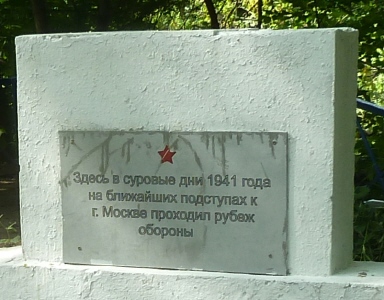 Здесь в суровые дни 1941 года
на ближайших подступах к
г. Москве проходил рубеж
обороны